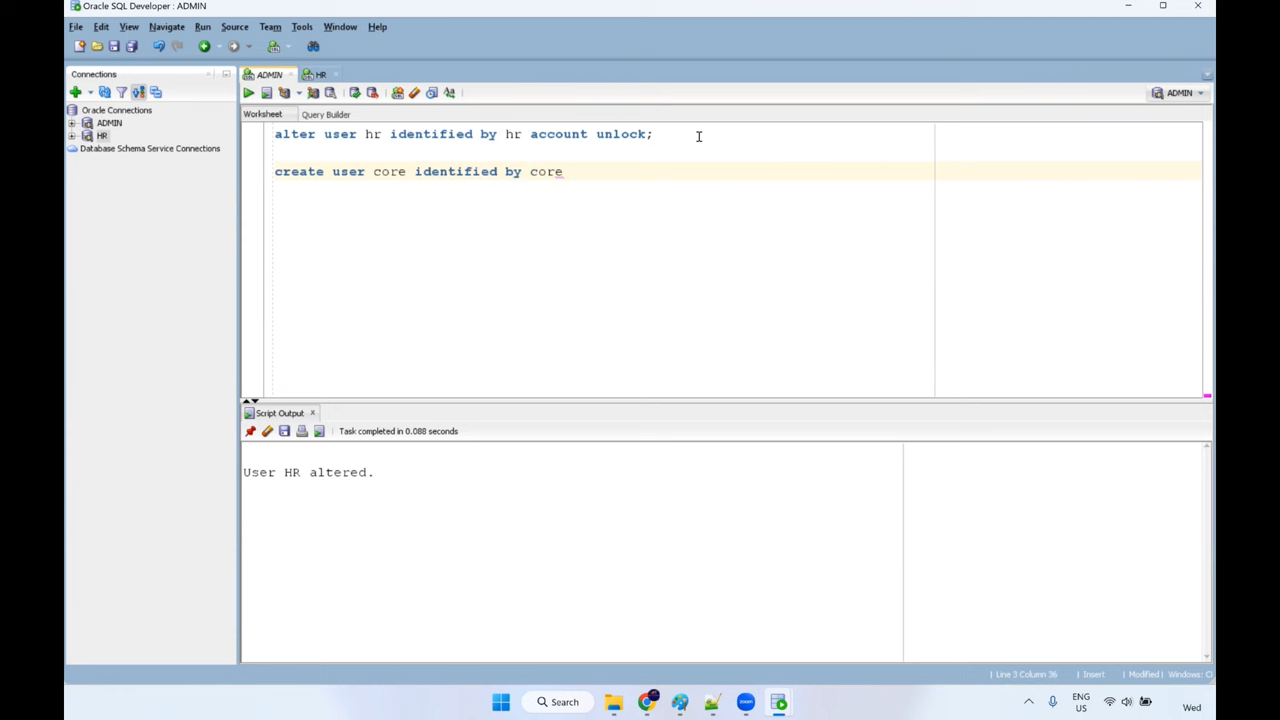 Oracle SQL Developer : ADMIN
File Edit View Navigate Run Source Team Tools Window Help
Connections
ADMIN HR
ADMIN
Oracle Connections
ADMIN
HR
Database Schema Service Connections
Worksheet Query Builder
alter user hr identified by hr account unlock;
create user core identified by core
Script Output x
Task completed in 0.088 seconds
User HR altered.
Line 3 Column 36 Insert Modified Windows: C
Search
ENG
US
Wed